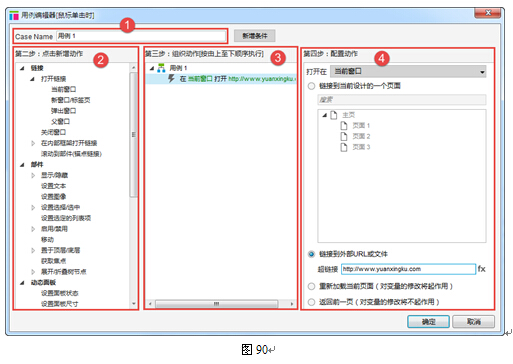 用例编辑器[鼠标单击时]
1
Case Name 用例 1
新增条件
第二步：点击新增动作
2
链接
打开链接
当前窗口
新窗口/标签页
弹出窗口
父窗口
关闭窗口
在内部框架打开链接
滚动到部件(锚点链接)
部件
显示/隐藏
设置文本
设置图像
设置选择/选中
设置选定的列表项
启用/禁用
移动
置于顶层/底层
获取焦点
展开/折叠树节点
动态面板
设置面板状态
设置面板尺寸
第三步：组织动作[按由上至下顺序执行]
3
用例 1
在 当前窗口 打开 http://www.yuanxingku.c
第四步：配置动作
4
打开在 当前窗口
链接到当前设计的一个页面
搜索
主页
页面 1
页面 2
页面 3
链接到外部URL或文件
超链接 http://www.yuanxingku.com fx
重新加载当前页面（对变量的修改将起作用）
返回前一页（对变量的修改将不起作用）
确定 取消
图 90